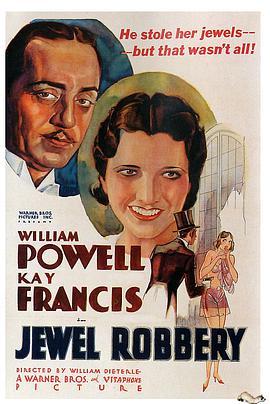 He stole her jewels--
--but that wasn't all!
WARNER BROS.
PICTURES INC.
WILLIAM
POWELL
KAY
FRANCIS
in
JEWEL ROBBERY
DIRECTED BY WILLIAM DIETERLE-
A WARNER BROS. and VITAPHONE
PICTURE